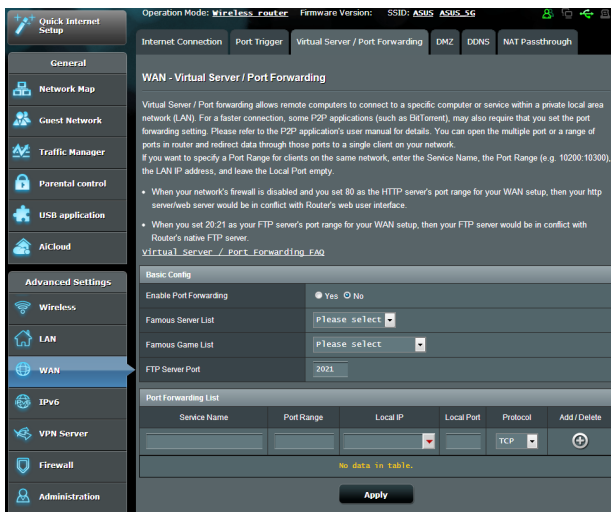 Operation Mode: Wireless router Firmware Version: SSID: ASUS ASUS_5G
Quick Internet Setup
Internet Connection Port Trigger Virtual Server / Port Forwarding DMZ DDNS NAT Passthrough
General
Network Map
Guest Network
Traffic Manager
Parental control
USB application
AiCloud
Advanced Settings
Wireless
LAN
WAN
IPv6
VPN Server
Firewall
Administration
WAN - Virtual Server / Port Forwarding
Virtual Server / Port forwarding allows remote computers to connect to a specific computer or service within a private local area
network (LAN). For a faster connection, some P2P applications (such as BitTorrent), may also require that you set the port
forwarding setting. Please refer to the P2P application's user manual for details. You can open the multiple port or a range of
ports in router and redirect data through those ports to a single client on your network.
If you want to specify a Port Range for clients on the same network, enter the Service Name, the Port Range (e.g. 10200:10300),
the LAN IP address, and leave the Local Port empty.
• When your network's firewall is disabled and you set 80 as the HTTP server's port range for your WAN setup, then your http
server/web server would be in conflict with Router's web user interface.
• When you set 20:21 as your FTP server's port range for your WAN setup, then your FTP server would be in conflict with
Router's native FTP server.
Virtual Server / Port Forwarding FAQ
Basic Config
Enable Port Forwarding Yes No
Famous Server List Please select
Famous Game List Please select
FTP Server Port 2021
Port Forwarding List
Service Name Port Range Local IP Local Port Protocol Add / Delete
TCP
No data in table.
Apply